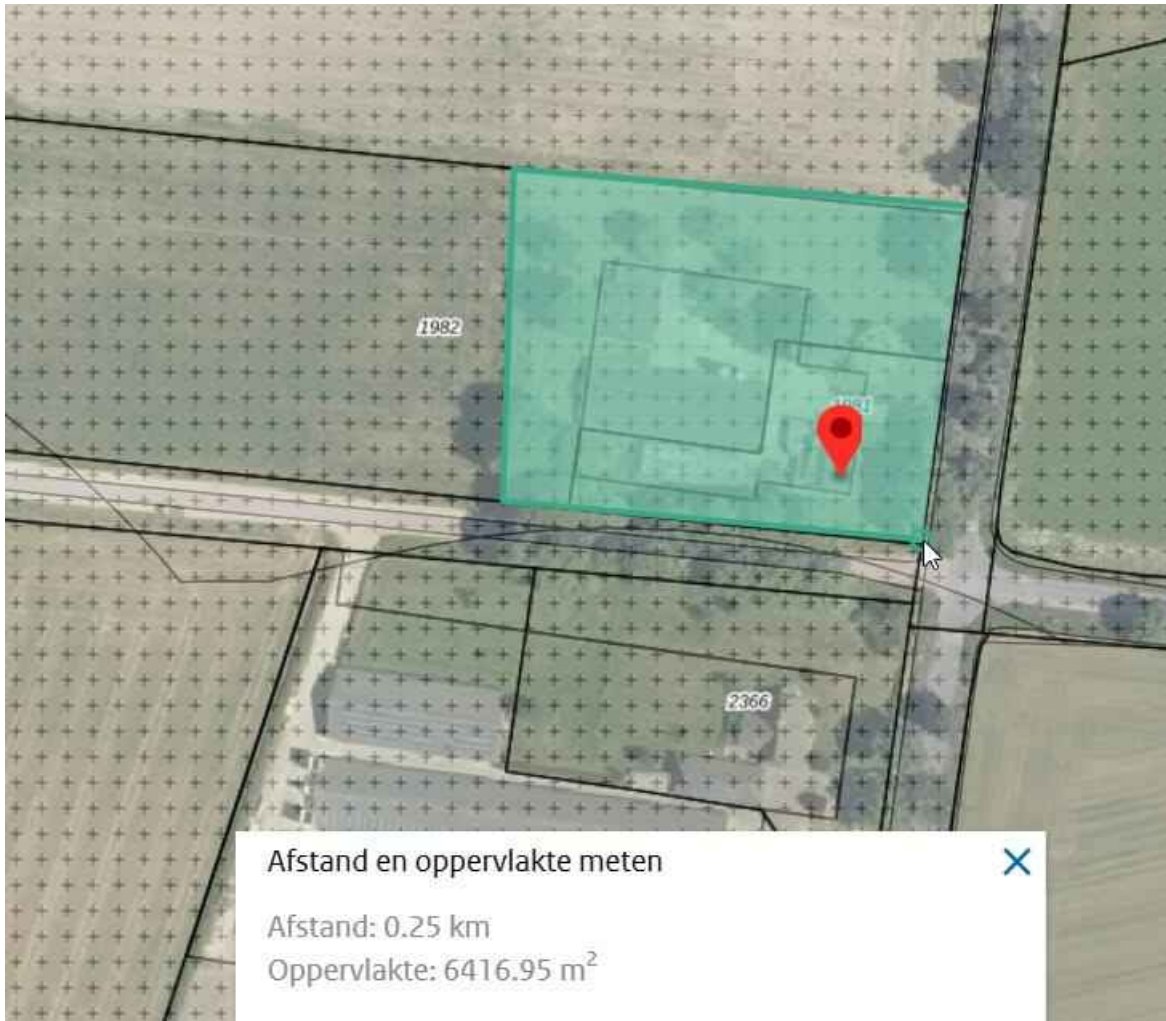 1982
2366
Afstand en oppervlakte meten
Afstand: 0.25 km
Oppervlakte: 6416.95 m²